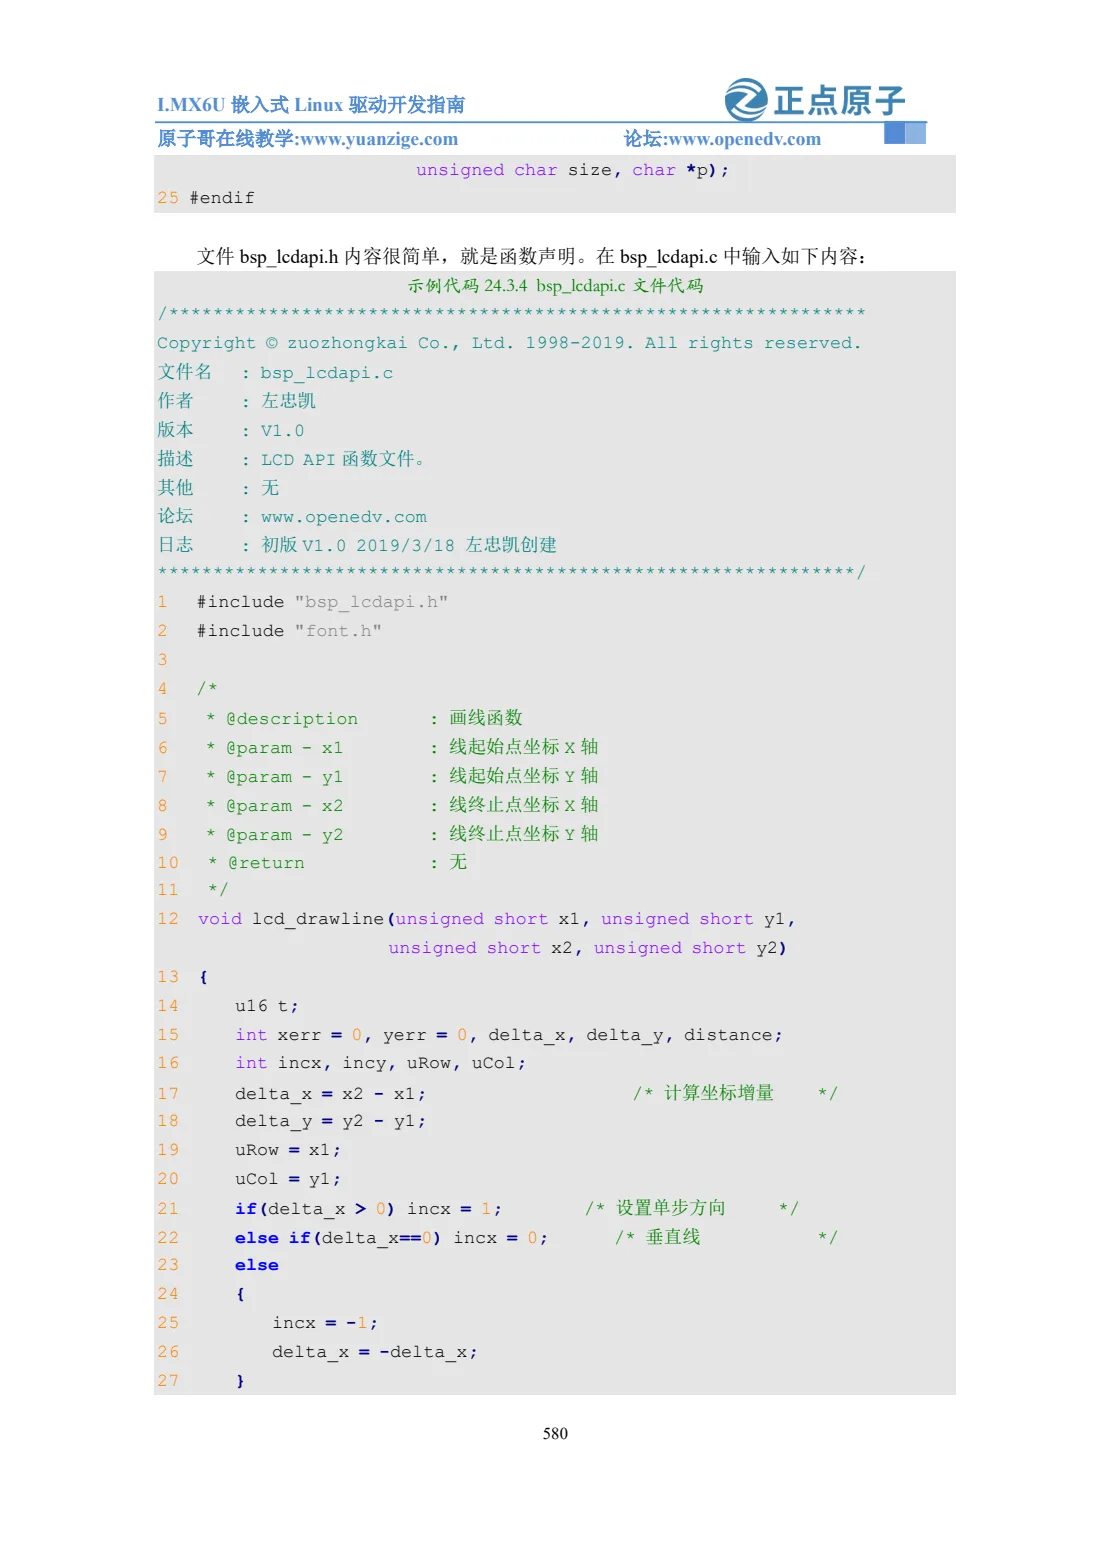 I.MX6U 嵌入式 Linux 驱动开发指南
正点原子
原子哥在线教学:www.yuanzige.com 论坛:www.openedv.com
unsigned char size, char *p);
25 #endif
文件 bsp_lcdapi.h 内容很简单，就是函数声明。在 bsp_lcdapi.c 中输入如下内容：
示例代码 24.3.4 bsp_lcdapi.c 文件代码
/***************************************************************
Copyright © zuozhongkai Co., Ltd. 1998-2019. All rights reserved.
文件名 : bsp_lcdapi.c
作者 : 左忠凯
版本 : V1.0
描述 : LCD API 函数文件。
其他 : 无
论坛 : www.openedv.com
日志 : 初版 V1.0 2019/3/18 左忠凯创建
***************************************************************/
1 #include "bsp_lcdapi.h"
2 #include "font.h"
3
4 /*
5 * @description : 画线函数
6 * @param - x1 : 线起始点坐标 X 轴
7 * @param - y1 : 线起始点坐标 Y 轴
8 * @param - x2 : 线终止点坐标 X 轴
9 * @param - y2 : 线终止点坐标 Y 轴
10 * @return : 无
11 */
12 void lcd_drawline(unsigned short x1, unsigned short y1,
unsigned short x2, unsigned short y2)
13 {
14 u16 t;
15 int xerr = 0, yerr = 0, delta_x, delta_y, distance;
16 int incx, incy, uRow, uCol;
17 delta_x = x2 - x1; /* 计算坐标增量 */
18 delta_y = y2 - y1;
19 uRow = x1;
20 uCol = y1;
21 if(delta_x > 0) incx = 1; /* 设置单步方向 */
22 else if(delta_x==0) incx = 0; /* 垂直线 */
23 else
24 {
25 incx = -1;
26 delta_x = -delta_x;
27 }
580